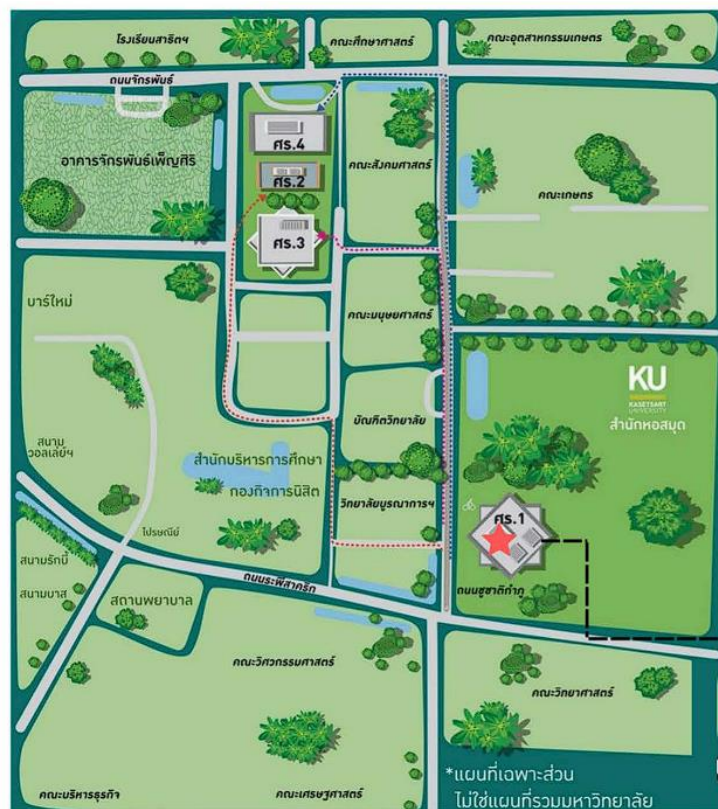 โรงเรียนสาธิตฯ
คณะศึกษาศาสตร์
คณะอุตสาหกรรมเกษตร
ถนนจักรพันธ์
ศร.4
อาคารจักรพันธ์เพ็ญศิริ
ศร.2
คณะสังคมศาสตร์
คณะเกษตร
ศร.3
บาร์ใหม่
คณะมนุษยศาสตร์
KU
KASETSART
UNIVERSITY
สำนักหอสมุด
บัณฑิตวิทยาลัย
สนาม
วอลเลย์ฯ
สำนักบริหารการศึกษา
กองกิจการนิสิต
วิทยาลัยบูรณาการฯ
ศร.1
ไปรษณีย์
สนามรักบี้
ถนนระพีสาคริก
ถนนชูชาติกำภู
สนามบาส
สถานพยาบาล
คณะวิศวกรรมศาสตร์
คณะวิทยาศาสตร์
*แผนที่เฉพาะส่วน
ไม่ใช่แผนที่รวมมหาวิทยาลัย
คณะบริหารธุรกิจ
คณะเศรษฐศาสตร์